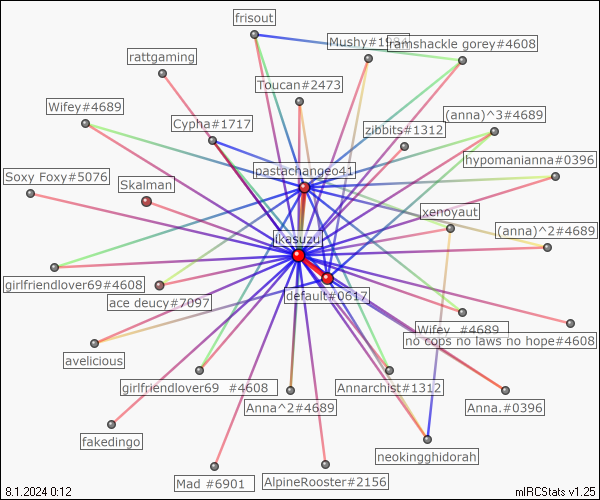 frisout
Mushy#1984
ramshackle gorey#4608
rattgaming
Toucan#2473
Wifey#4689
Cypha#1717
zibbits#1312
(anna)^3#4689
pastachangeo41
hypomanianna#0396
Soxy Foxy#5076
Skalman
xenoyaut
ikasuzu
(anna)^2#4689
girlfriendlover69#4608
ace deucy#7097
default#0617
Wifey_#4689
no cops no laws no hope#4608
avelicious
girlfriendlover69_#4608
Annarchist#1312
Anna^2#4689
Anna.#0396
fakedingo
neokingghidorah
Mad_#6901
AlpineRooster#2156
8.1.2024 0:12
mIRCStats v1.25